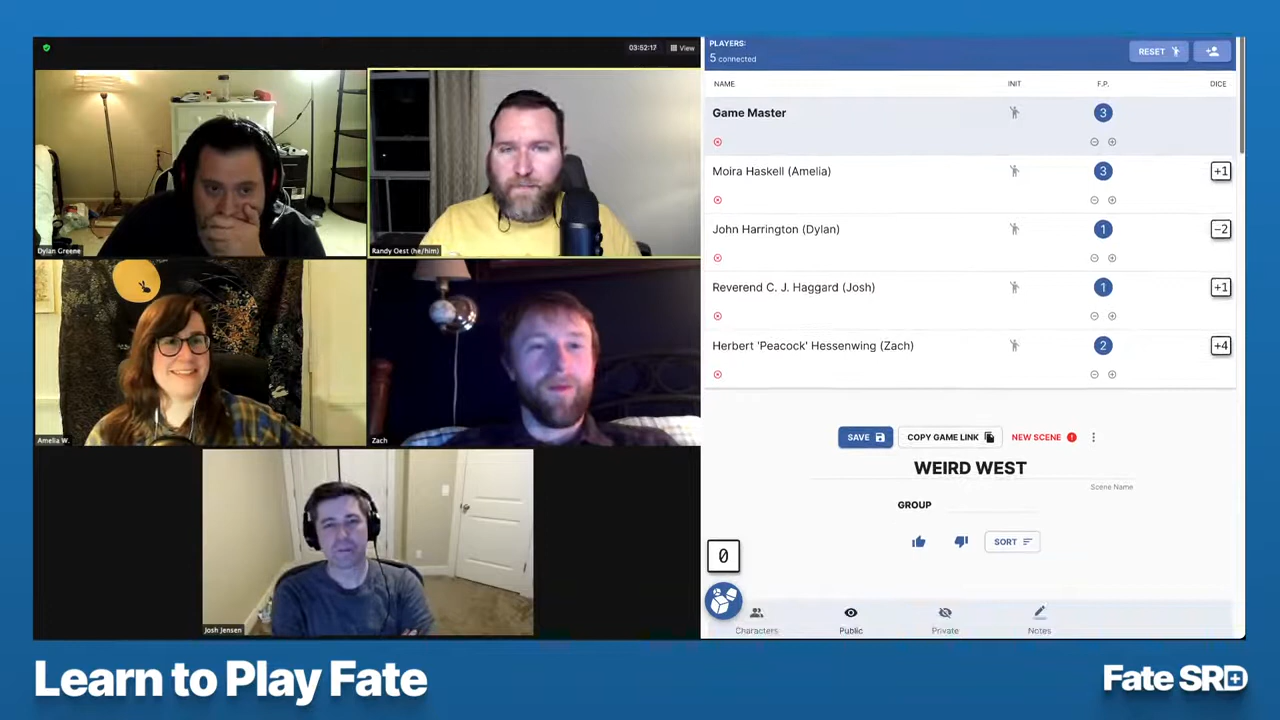 03:52:17
View
Dylan Greene
Randy Oest (he/him)
Amelia W.
Zach
Josh Jensen
PLAYERS:
5 connected
RESET
NAME
INIT
F.P.
DICE
Game Master
3
Moira Haskell (Amelia)
3
+1
John Harrington (Dylan)
1
−2
Reverend C. J. Haggard (Josh)
1
+1
Herbert 'Peacock' Hessenwing (Zach)
2
+4
SAVE
COPY GAME LINK
NEW SCENE
WEIRD WEST
Scene Name
GROUP
SORT
0
Characters
Public
Private
Notes
Learn to Play Fate
Fate SRD